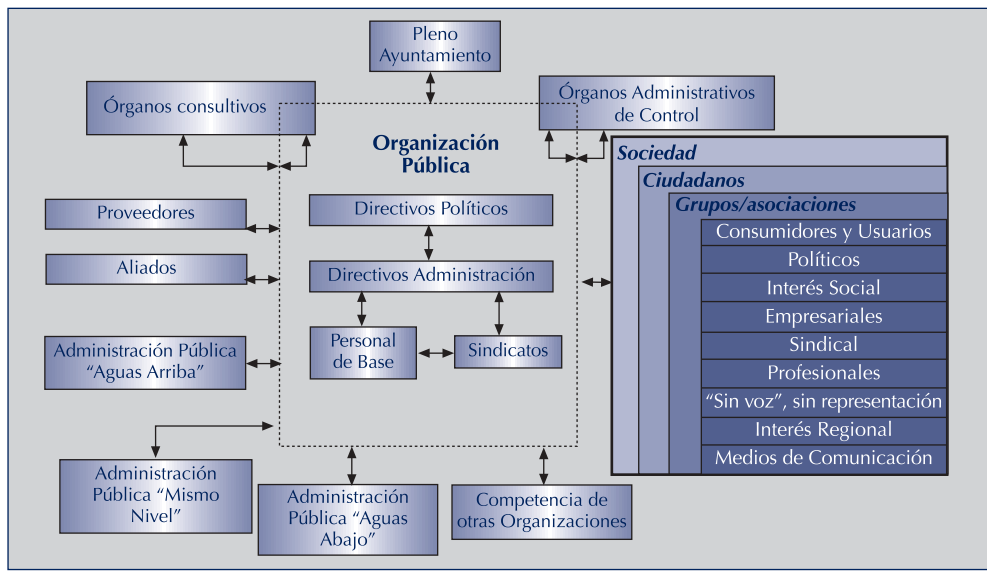 Pleno
Ayuntamiento
Órganos consultivos
Órganos Administrativos
de Control
Organización
Pública
Sociedad
Ciudadanos
Grupos/asociaciones
Consumidores y Usuarios
Políticos
Interés Social
Empresariales
Sindical
Profesionales
“Sin voz”, sin representación
Interés Regional
Medios de Comunicación
Proveedores
Aliados
Administración Pública
“Aguas Arriba”
Directivos Políticos
Directivos Administración
Personal
de Base
Sindicatos
Administración
Pública “Mismo
Nivel”
Administración
Pública “Aguas
Abajo”
Competencia de
otras Organizaciones